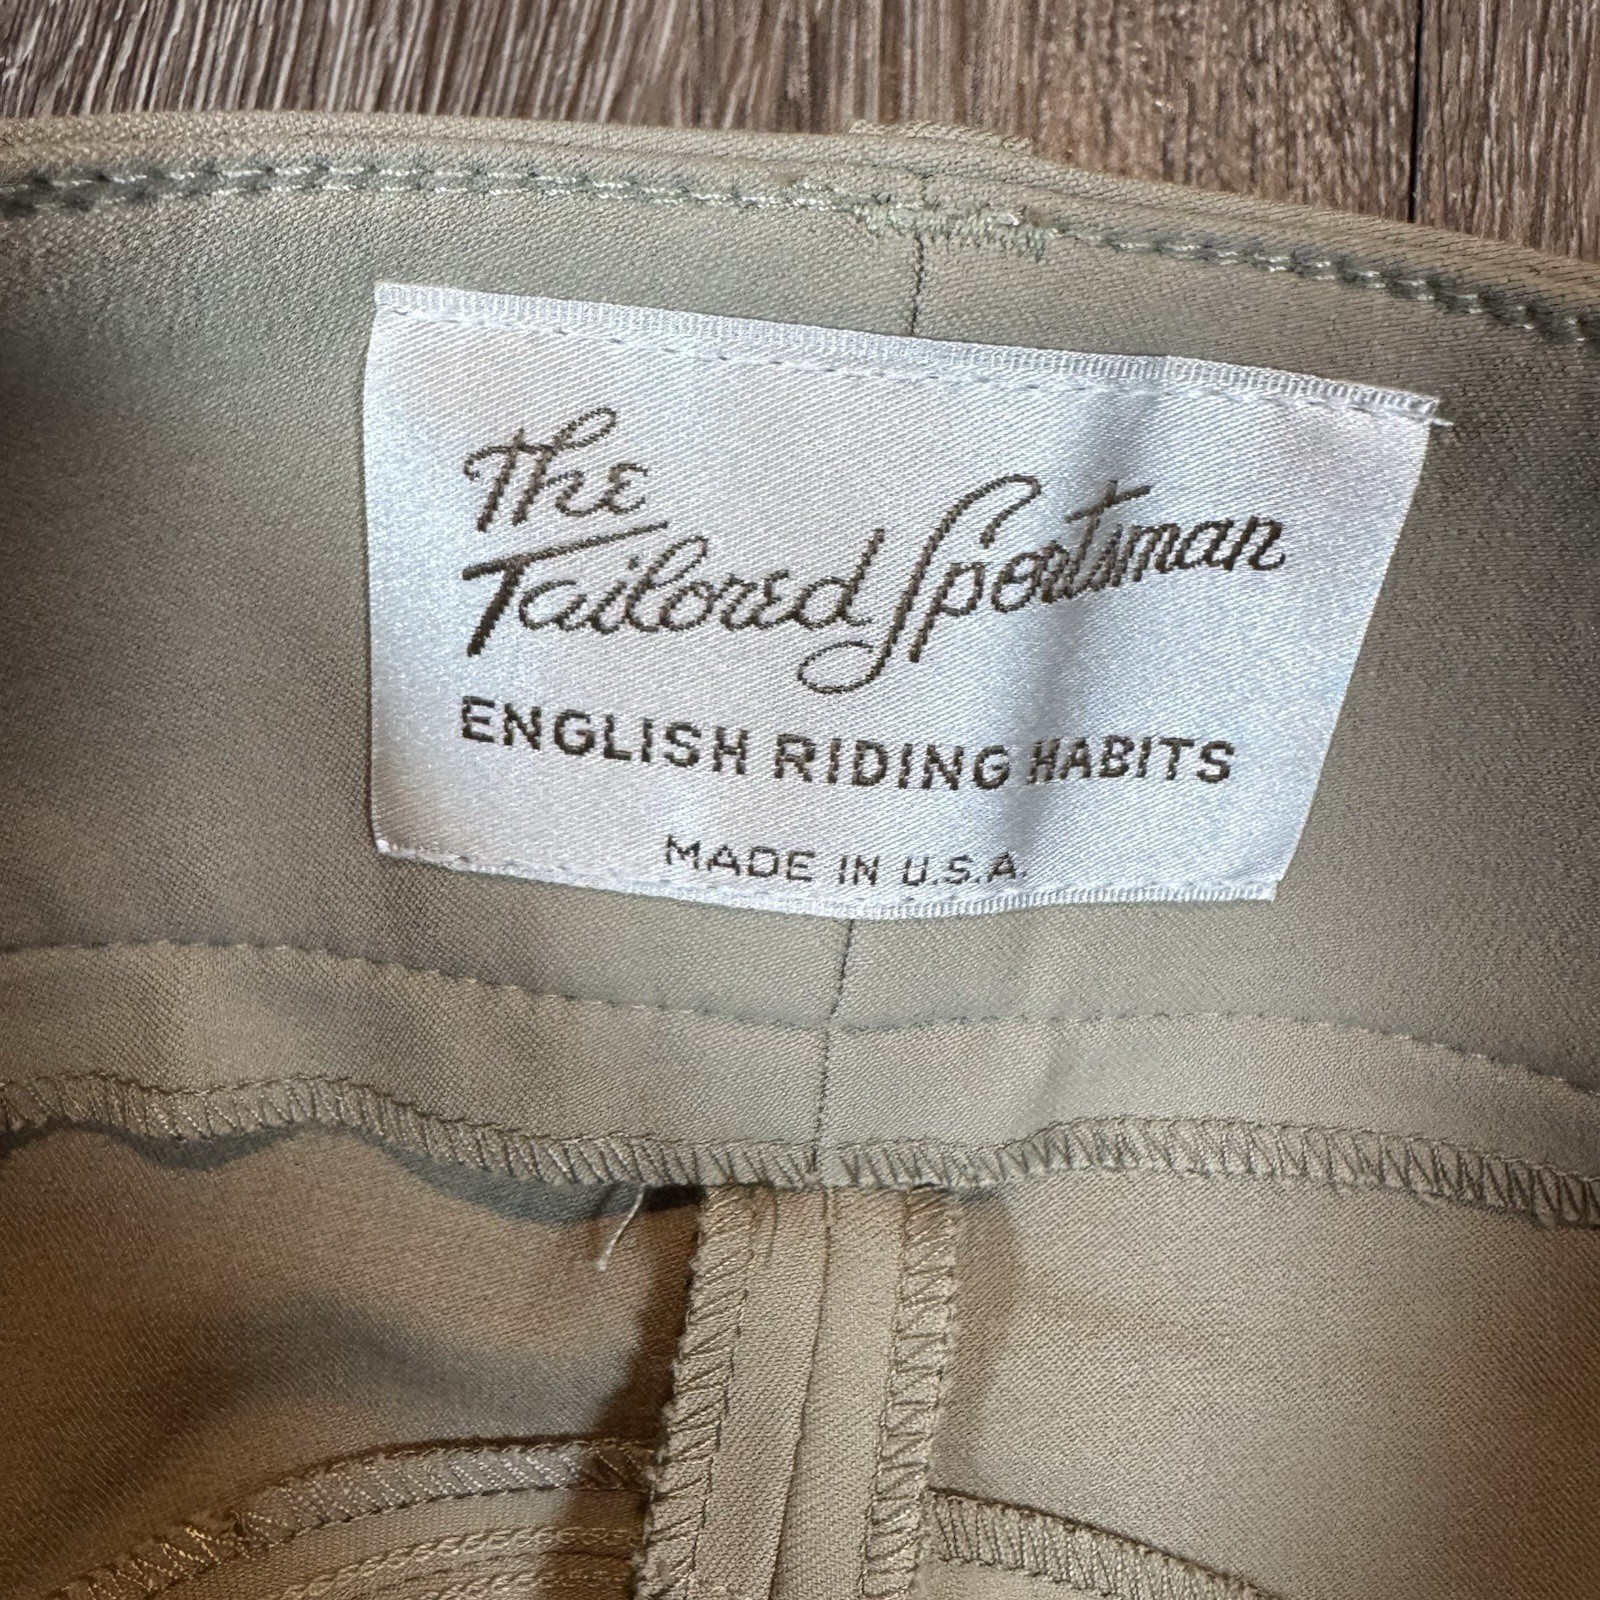 The
Tailored Sportsman
ENGLISH RIDING HABITS
MADE IN U.S.A.